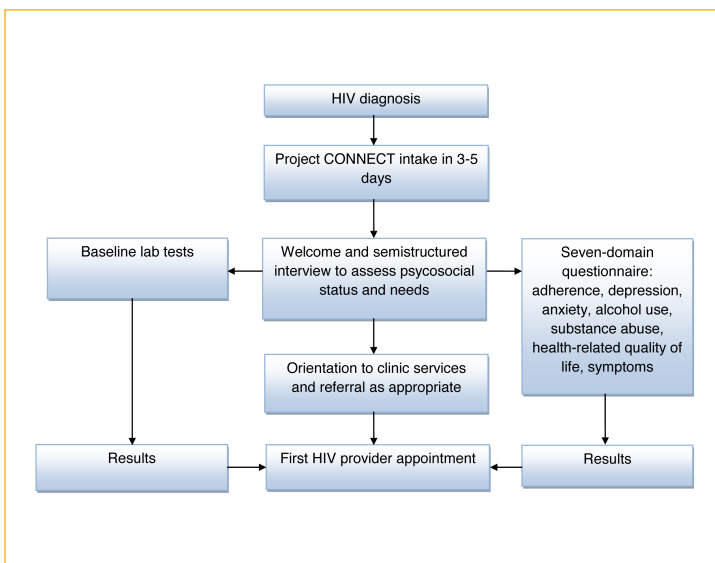 HIV diagnosis
Project CONNECT intake in 3-5
days
Baseline lab tests
Welcome and semistructured
interview to assess psycosocial
status and needs
Seven-domain
questionnaire:
adherence, depression,
anxiety, alcohol use,
substance abuse,
health-related quality of
life, symptoms
Orientation to clinic services
and referral as appropriate
Results
First HIV provider appointment
Results